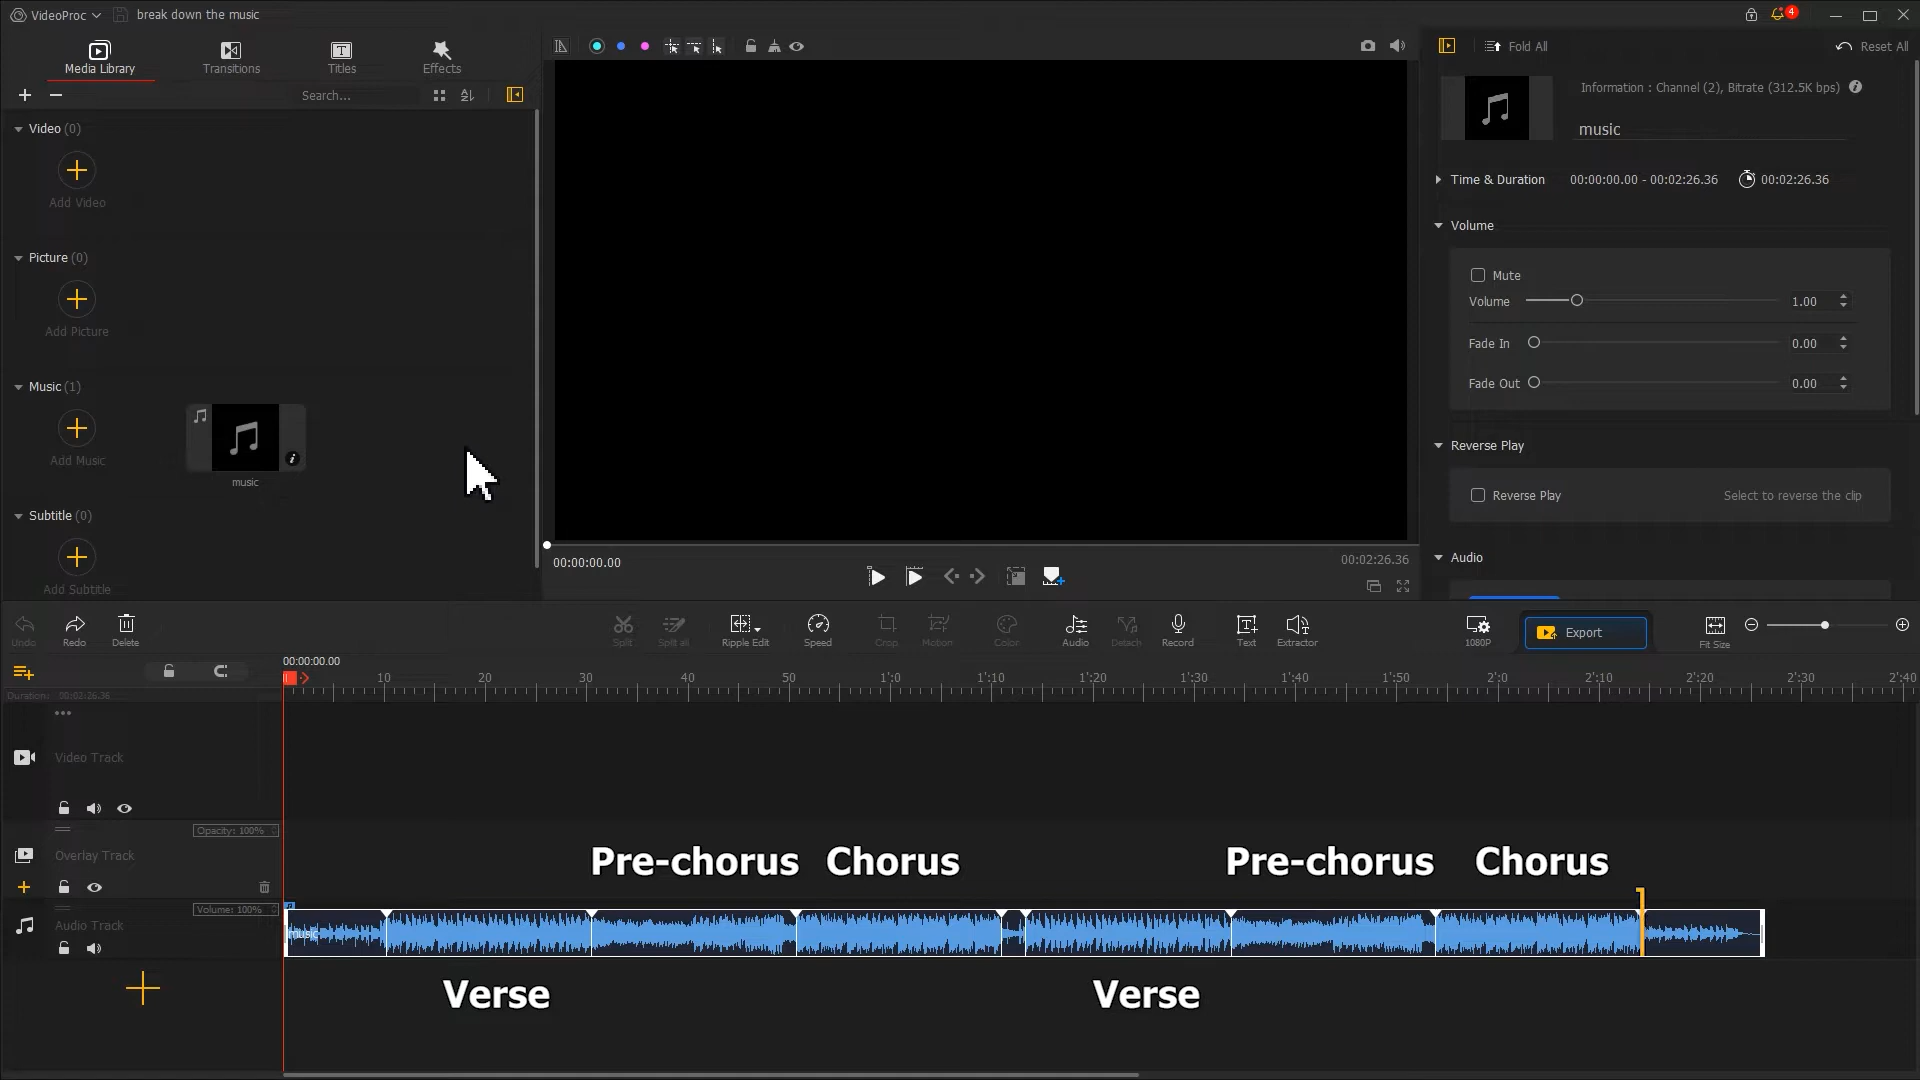 VideoProc
break down the music
4
Media Library
Transitions
Titles
Effects
Fold All
Reset All
Search...
Information : Channel (2), Bitrate (312.5K bps)
music
Video (0)
Add Video
Time & Duration 00:00:00.00 - 00:02:26.36 00:02:26.36
Volume
Picture (0)
Add Picture
Mute
Volume 1.00
Fade In 0.00
Fade Out 0.00
Music (1)
Add Music
music
Reverse Play
Reverse Play Select to reverse the clip
Subtitle (0)
Add Subtitle
Audio
00:00:00.00
00:02:26.36
Undo Redo Delete Split Split all Ripple Edit Speed Crop Motion Color Audio Detach Record Text Extractor 1080P Export Fit Size
00:00:00.00
10 20 30 40 50 1':0 1':10 1':20 1':30 1':40 1':50 2':0 2':10 2':20 2':30 2':40
Duration: 00:02:26.36
Video Track
Opacity: 100%
Overlay Track
Pre-chorus Chorus Pre-chorus Chorus
Volume: 100%
Audio Track
music
Verse Verse